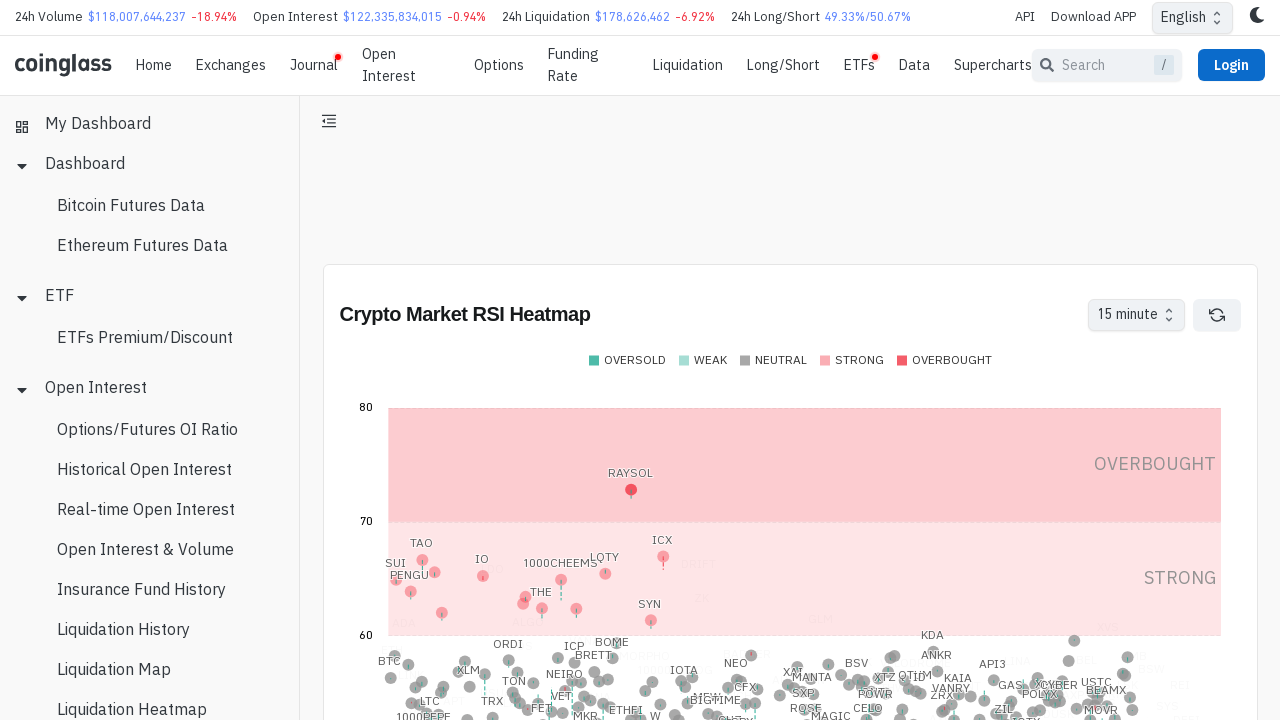 24h Volume $118,007,644,237 -18.94% Open Interest $122,335,834,015 -0.94% 24h Liquidation $178,626,462 -6.92% 24h Long/Short 49.33%/50.67% API Download APP English
coinglass Home Exchanges Journal Open Interest Options Funding Rate Liquidation Long/Short ETFs Data Supercharts Search / Login
My Dashboard
Dashboard
Bitcoin Futures Data
Ethereum Futures Data
ETF
ETFs Premium/Discount
Open Interest
Options/Futures OI Ratio
Historical Open Interest
Real-time Open Interest
Open Interest & Volume
Insurance Fund History
Liquidation History
Liquidation Map
Liquidation Heatmap
Crypto Market RSI Heatmap 15 minute
OVERSOLD WEAK NEUTRAL STRONG OVERBOUGHT
80
OVERBOUGHT
RAYSOL
70
TAO ICX
SUI IO 1000CHEEMS LQTY
PENGU STRONG
THE
SYN
60
KDA
ORDI ICP BOME
BTC BRETT NEO BSV ANKR
XLM NEIRO IOTA XAI MANTA XTZ QTUM API3
TON CFX KAIA GAS CYBER USTC
TRX VET SXP POWR VANRY POLYX BEAMX
LTC FET BIGTIME ROSE CELO ZRX ZIL MOVR
1000PEPE MKR ETHFI W MAGIC